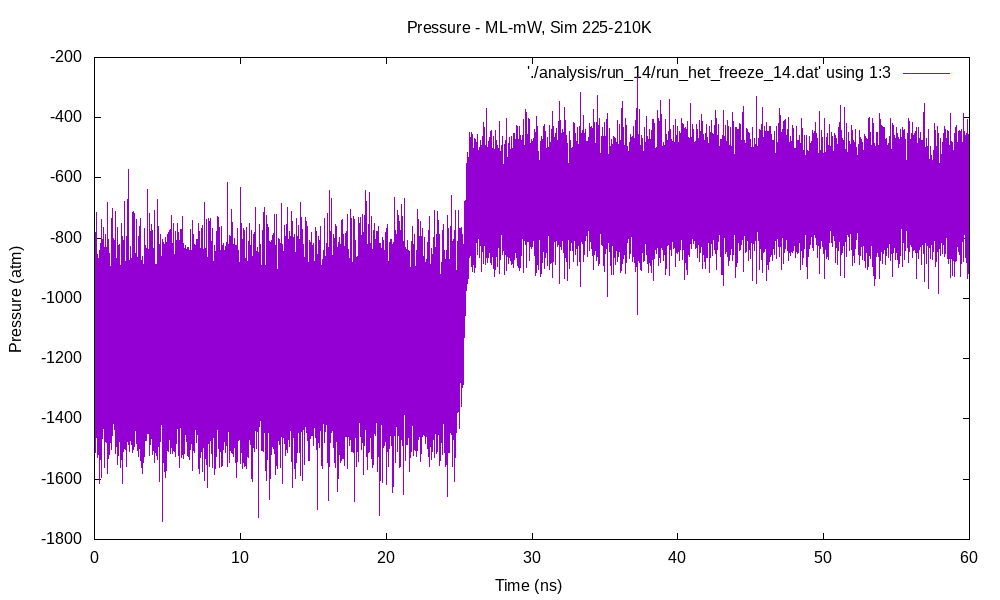 Pressure - ML-mW, Sim 225-210K
'./analysis/run_14/run_het_freeze_14.dat' using 1:3
-200
-400
-600
-800
-1000
-1200
-1400
-1600
-1800
Pressure (atm)
0 10 20 30 40 50 60
Time (ns)